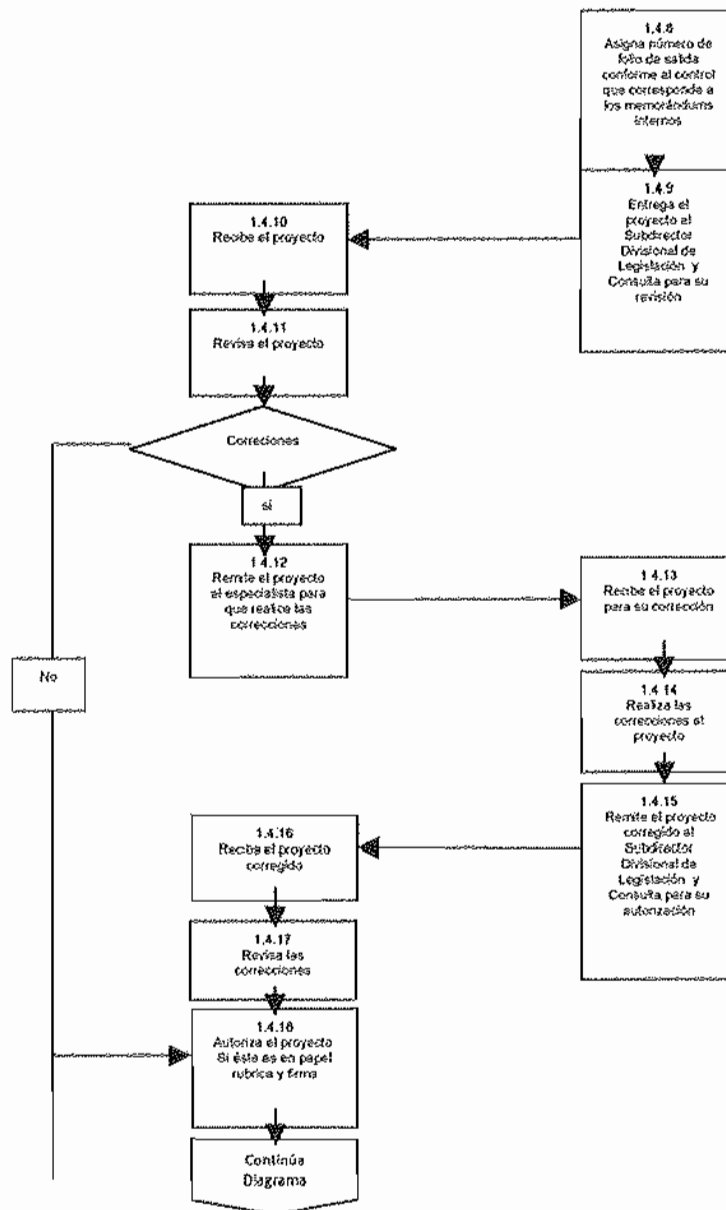 1.4.8
Asigna número de
folio de salida
conforme al control
que corresponde a
los memorándums
internos
1.4.9
Entrega el
proyecto al
Subdirector
Divisional de
Legislación y
Consulta para su
revisión
1.4.10
Recibe el proyecto
1.4.11
Revisa el proyecto
Correciones
si
1.4.12
Remite el proyecto
al especialista para
que realice las
correcciones
No
1.4.13
Recibe el proyecto
para su corrección
1.4.14
Realiza las
correcciones al
proyecto
1.4.15
Remite el proyecto
corregido al
Subdirector
Divisional de
Legislación y
Consulta para su
autorización
1.4.16
Recibe el proyecto
corregido
1.4.17
Revisa las
correcciones
1.4.18
Autoriza el proyecto
Si éste es en papel
rubrica y firma
Continúa
Diagrama